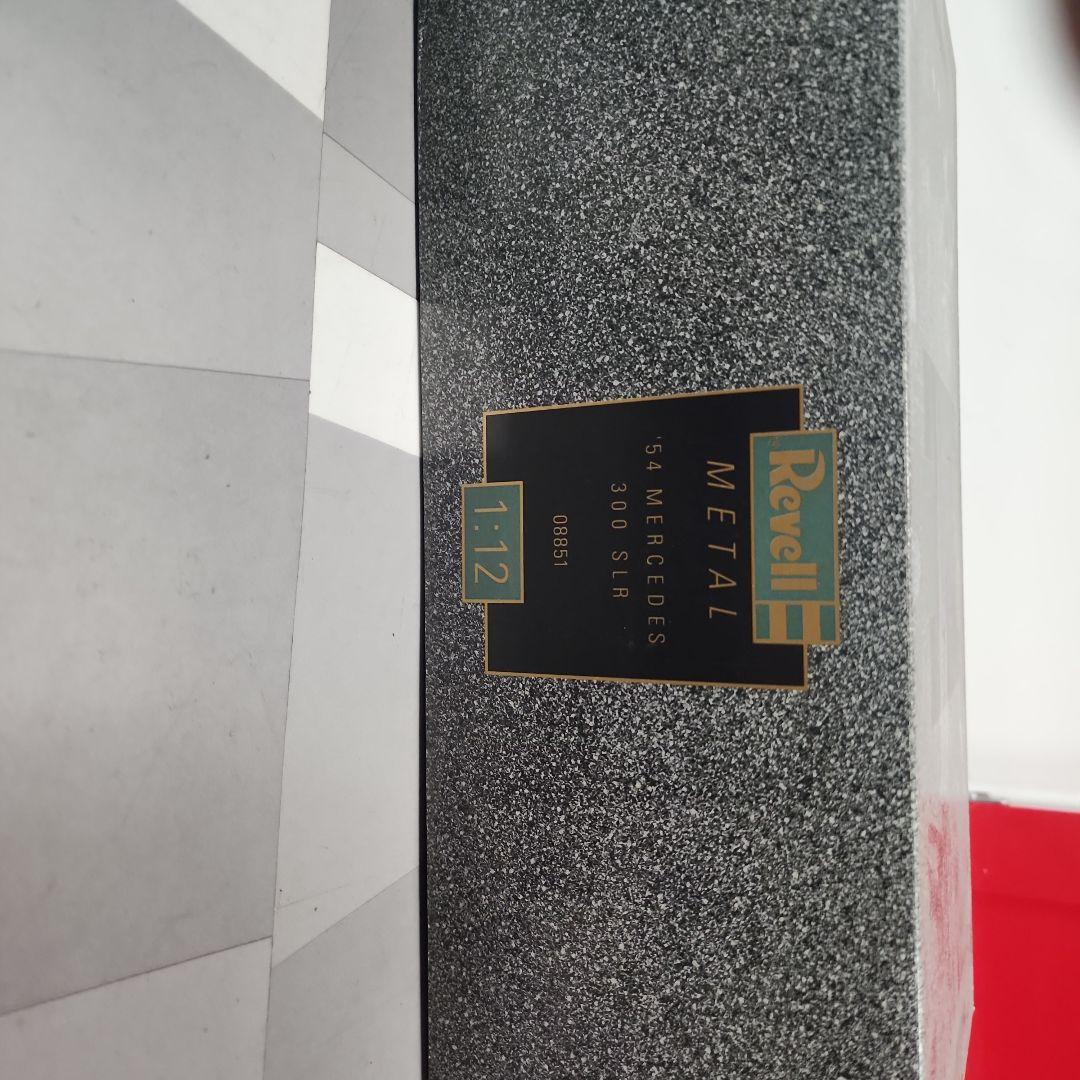 Revell
METAL
'54 MERCEDES
300 SLR
08851
1:12